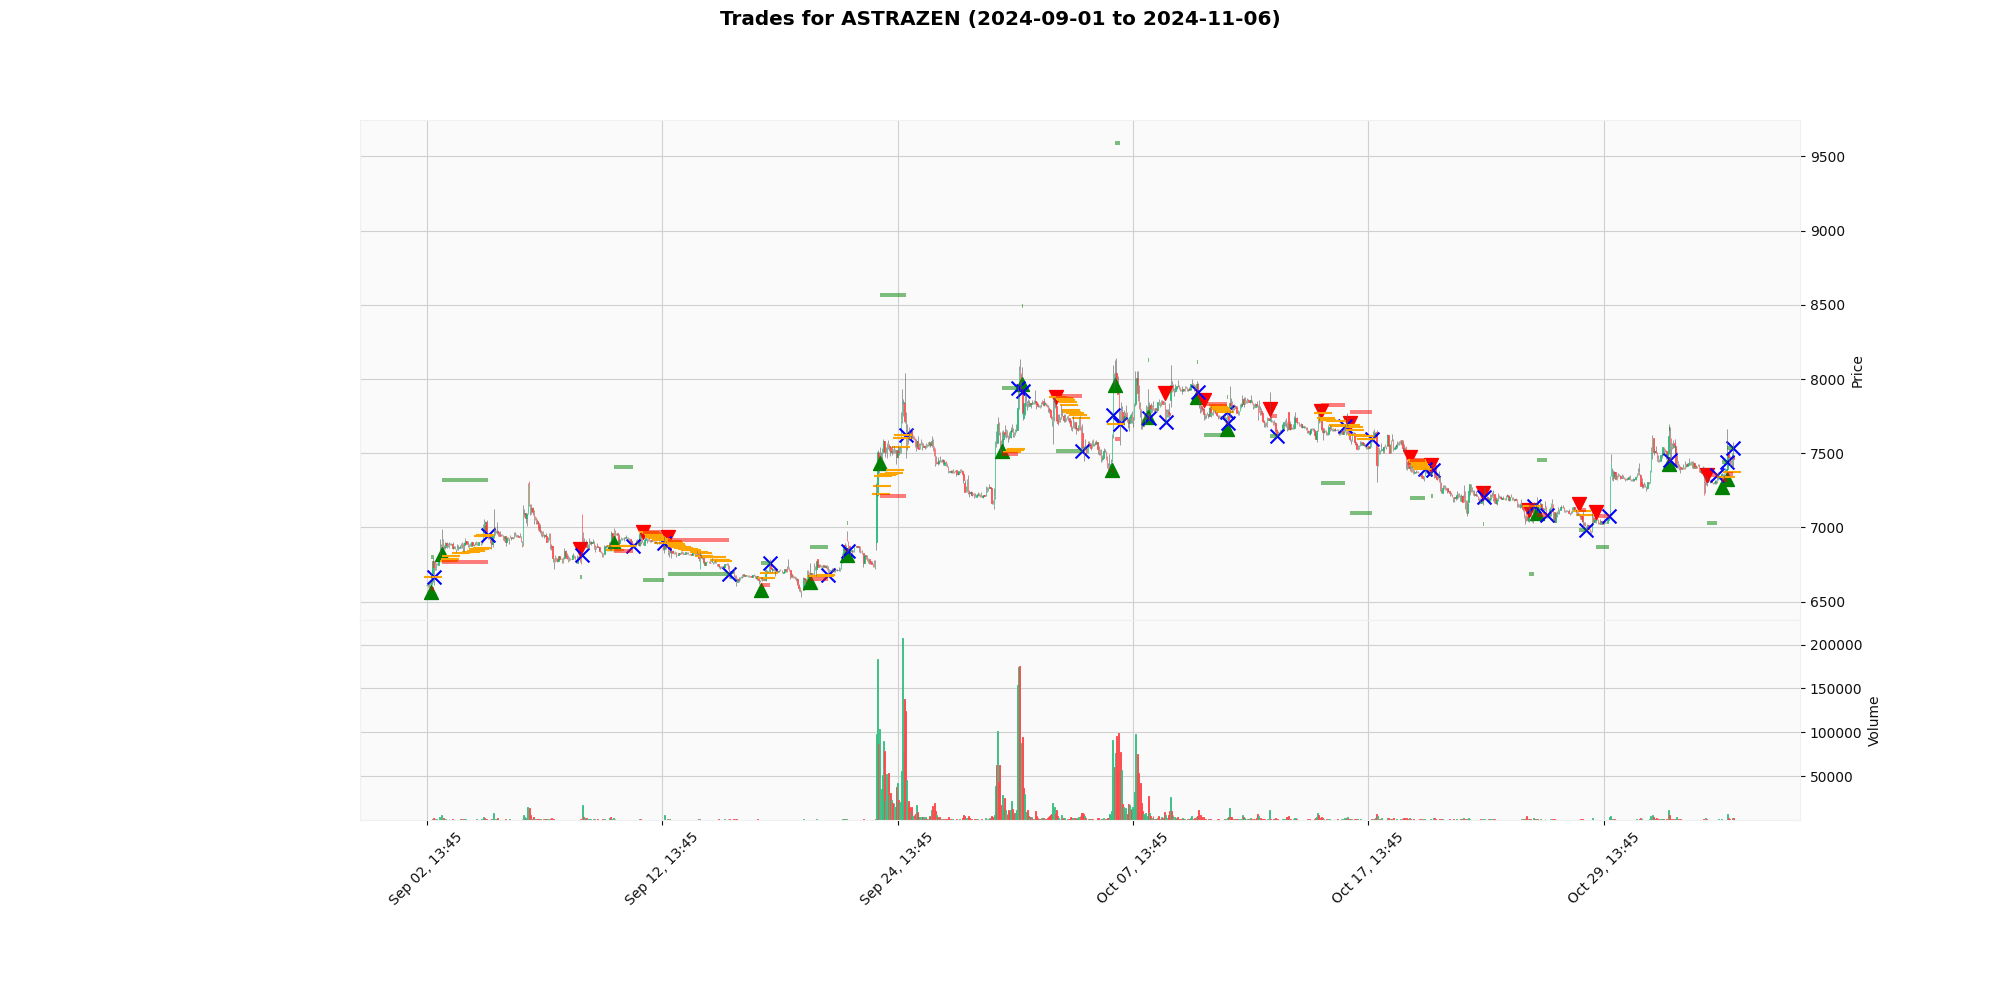 Trades for ASTRAZEN (2024-09-01 to 2024-11-06)
9500
9000
8500
8000
7500
7000
6500
Price
200000
150000
100000
50000
Volume
Sep 02, 13:45
Sep 12, 13:45
Sep 24, 13:45
Oct 07, 13:45
Oct 17, 13:45
Oct 29, 13:45